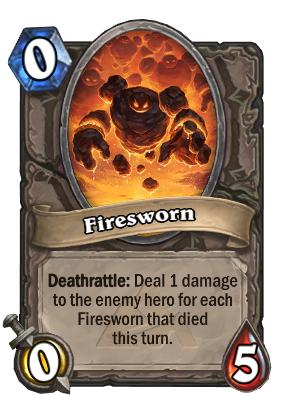 0
Firesworn
Deathrattle: Deal 1 damage
to the enemy hero for each
Firesworn that died
this turn.
0
5